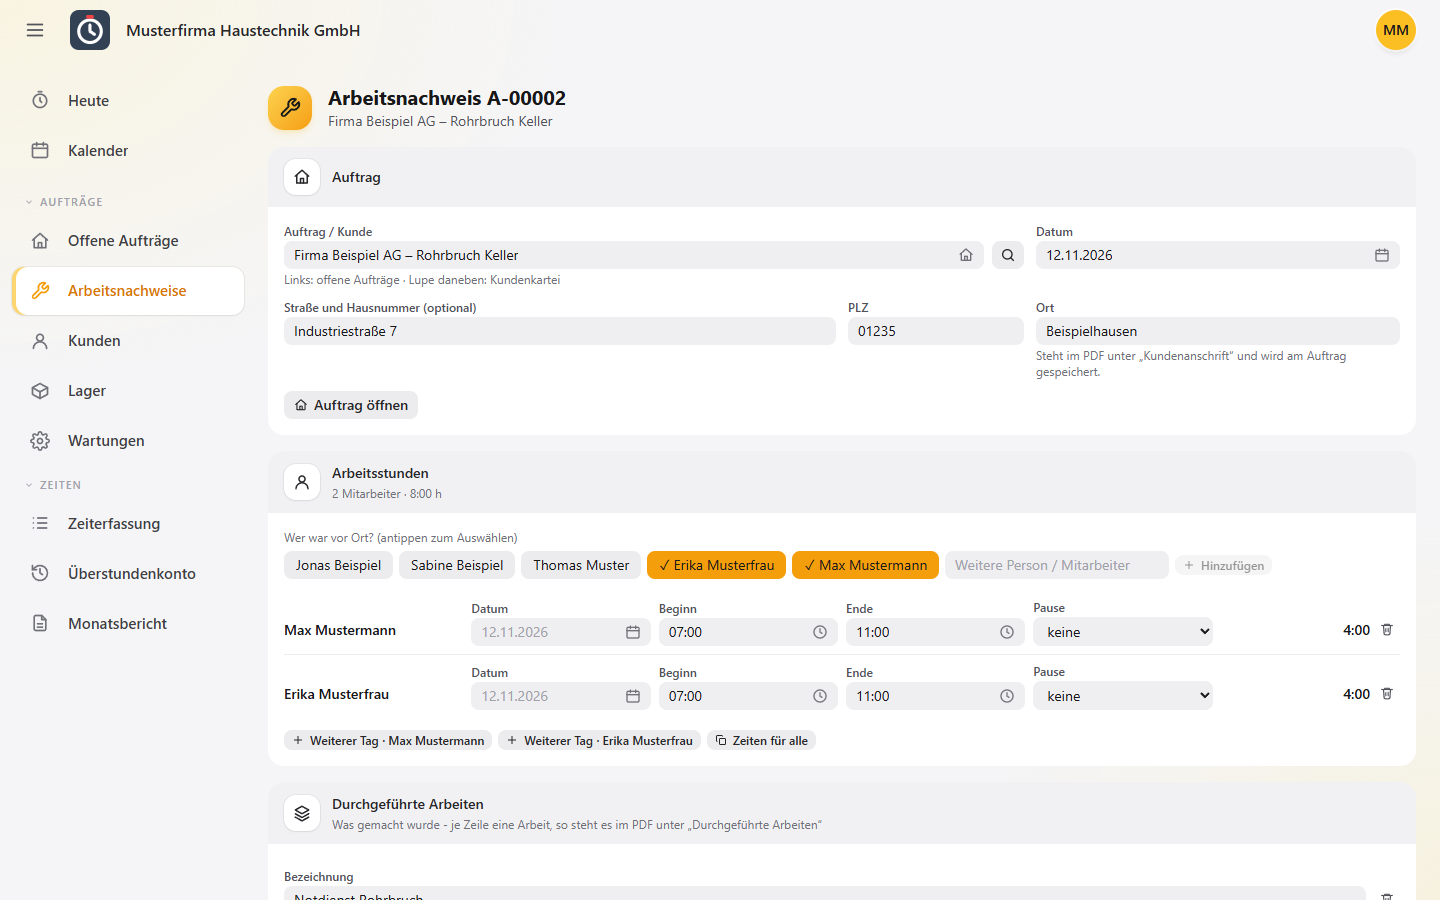 Musterfirma Haustechnik GmbH
MM
Heute
Kalender
AUFTRÄGE
Offene Aufträge
Arbeitsnachweise
Kunden
Lager
Wartungen
ZEITEN
Zeiterfassung
Überstundenkonto
Monatsbericht
Arbeitsnachweis A-00002
Firma Beispiel AG – Rohrbruch Keller
Auftrag
Auftrag / Kunde
Datum
Firma Beispiel AG – Rohrbruch Keller
12.11.2026
Links: offene Aufträge · Lupe daneben: Kundenkartei
Straße und Hausnummer (optional)
PLZ
Ort
Industriestraße 7
01235
Beispielhausen
Steht im PDF unter „Kundenanschrift“ und wird am Auftrag
gespeichert.
Auftrag öffnen
Arbeitsstunden
2 Mitarbeiter · 8:00 h
Wer war vor Ort? (antippen zum Auswählen)
Jonas Beispiel
Sabine Beispiel
Thomas Muster
✓ Erika Musterfrau
✓ Max Mustermann
Weitere Person / Mitarbeiter
+ Hinzufügen
Datum
Beginn
Ende
Pause
Max Mustermann
12.11.2026
07:00
11:00
keine
4:00
Datum
Beginn
Ende
Pause
Erika Musterfrau
12.11.2026
07:00
11:00
keine
4:00
+ Weiterer Tag · Max Mustermann
+ Weiterer Tag · Erika Musterfrau
Zeiten für alle
Durchgeführte Arbeiten
Was gemacht wurde - je Zeile eine Arbeit, so steht es im PDF unter „Durchgeführte Arbeiten“
Bezeichnung
Notdienst Rohrbruch